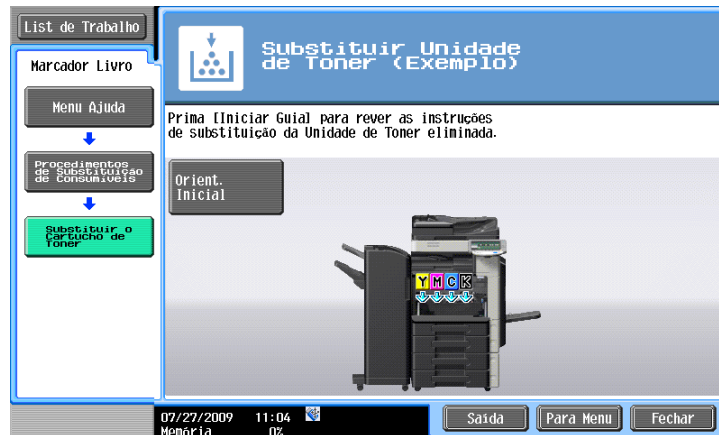 List de Trabalho
Substituir Unidade
de Toner (Exemplo)
Marcador Livro
Menu Ajuda
Procedimentos
de Substituição
de Consumíveis
Substituir o
Cartucho de
Toner
Prima [Iniciar Guia] para rever as instruções
de substituição da Unidade de Toner eliminada.
Orient.
Inicial
Y M C K
07/27/2009 11:04
Memória 0%
Saída
Para Menu
Fechar